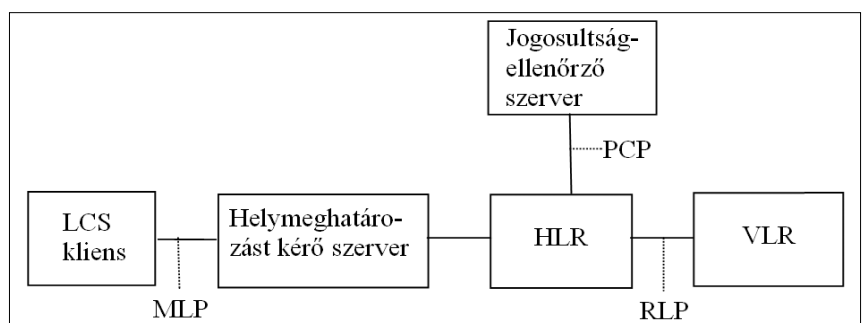 Jogosultság-
ellenőrző
szerver
PCP
LCS
kliens
Helymeghatáro-
zást kérő szerver
HLR
VLR
MLP
RLP